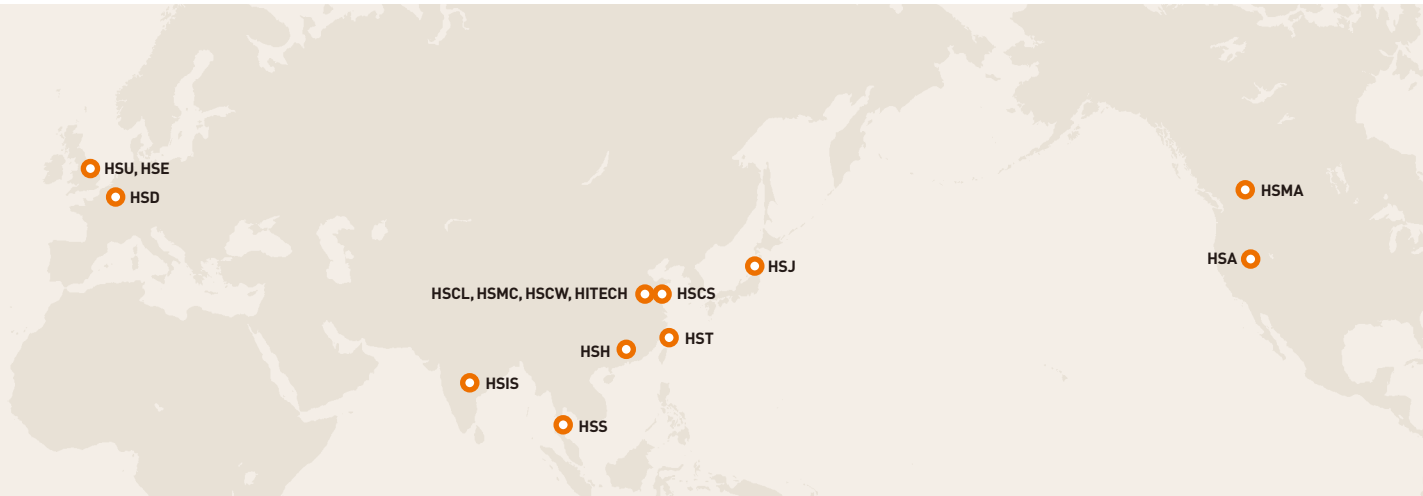 HSU, HSE
HSD
HSMA
HSA
HSJ
HSCL, HSMC, HSCW, HITECH
HSCS
HST
HSH
HSIS
HSS